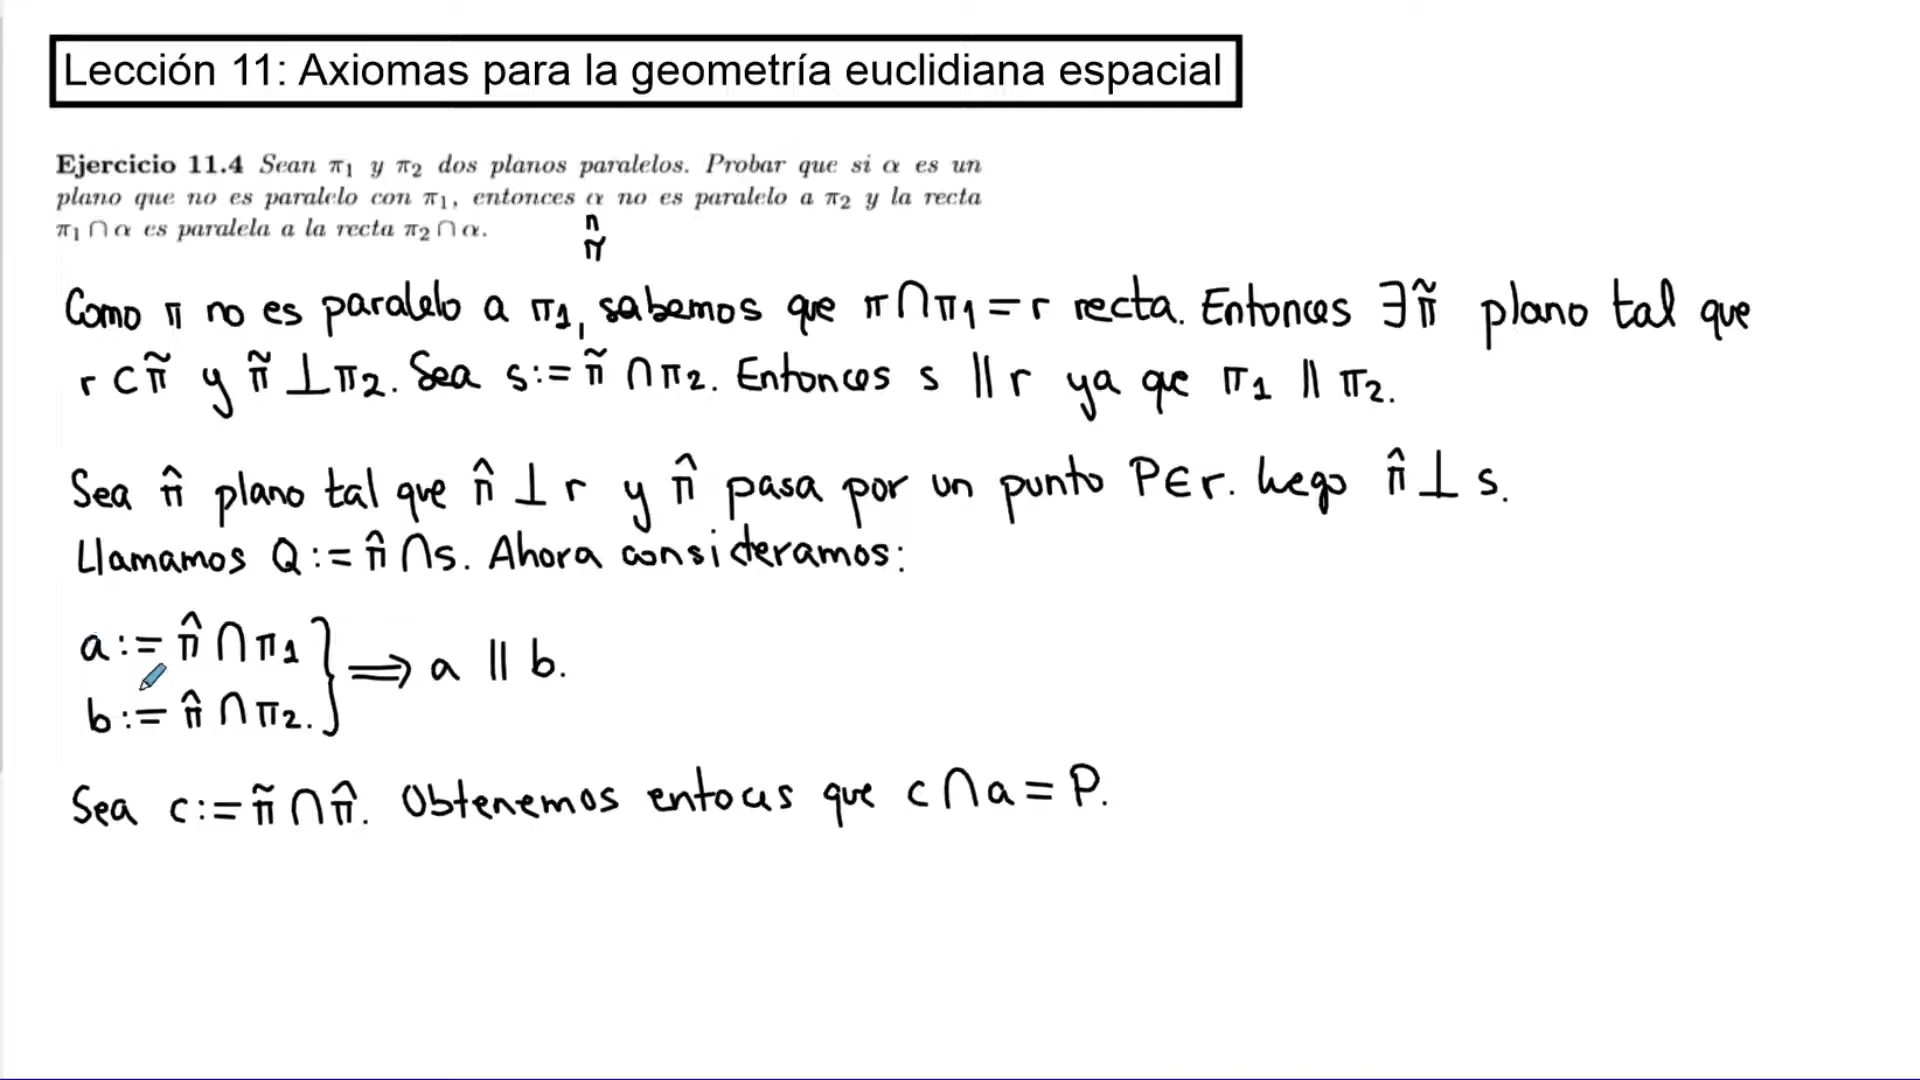 Lección 11: Axiomas para la geometría euclidiana espacial
Ejercicio 11.4 Sean π₁ y π₂ dos planos paralelos. Probar que si α es un
plano que no es paralelo con π₁, entonces α no es paralelo a π₂ y la recta
π₁ ∩ α es paralela a la recta π₂ ∩ α.
π
Como π no es paralelo a π₁, sabemos que π ∩ π₁ = r recta. Entonces ∃ π̃ plano tal que
r ⊂ π̃ y π̃ ⊥ π₂. Sea s := π̃ ∩ π₂. Entonces s ∥ r ya que π₁ ∥ π₂.
Sea π̂ plano tal que π̂ ⊥ r y π̂ pasa por un punto P ∈ r. Luego π̂ ⊥ s.
Llamamos Q := π̂ ∩ s. Ahora consideramos:
a := π̂ ∩ π₁
b := π̂ ∩ π₂. } ⟹ a ∥ b.
Sea c := π̃ ∩ π̂. Obtenemos entoces que c ∩ a = P.